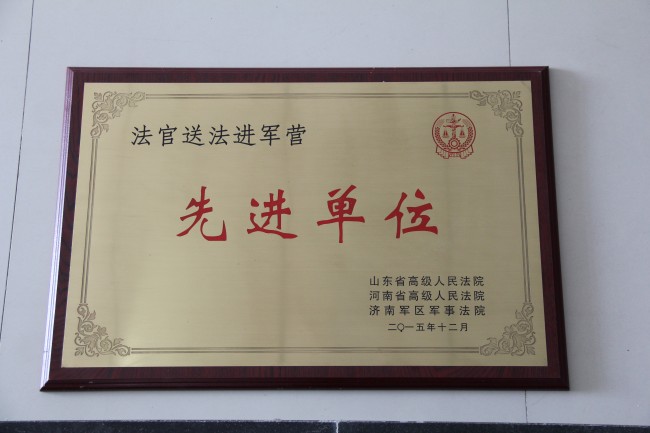 法官送法进军营
先进单位
山东省高级人民法院
河南省高级人民法院
济南军区军事法院
二〇一五年十二月